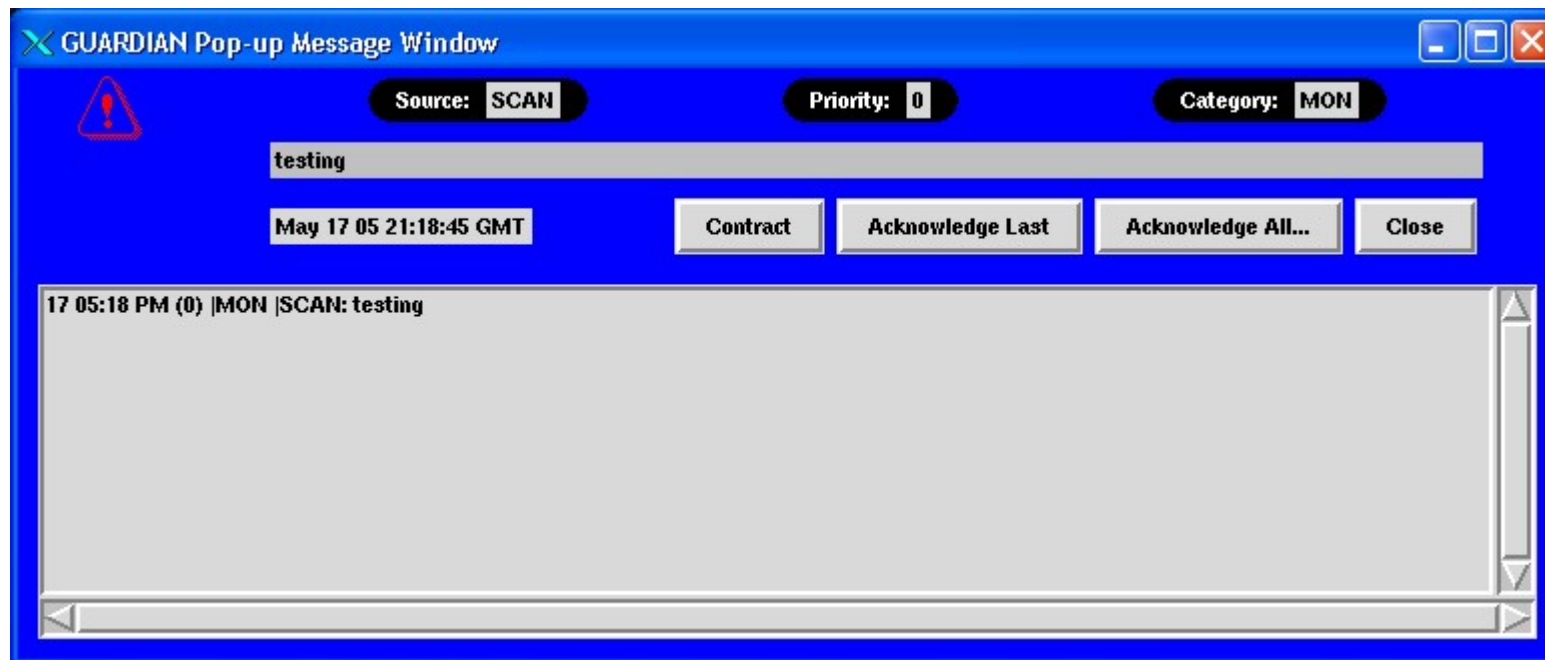 GUARDIAN Pop-up Message Window
Source: SCAN Priority: 0 Category: MON
testing
May 17 05 21:18:45 GMT Contract Acknowledge Last Acknowledge All... Close
17 05:18 PM (0) |MON |SCAN: testing